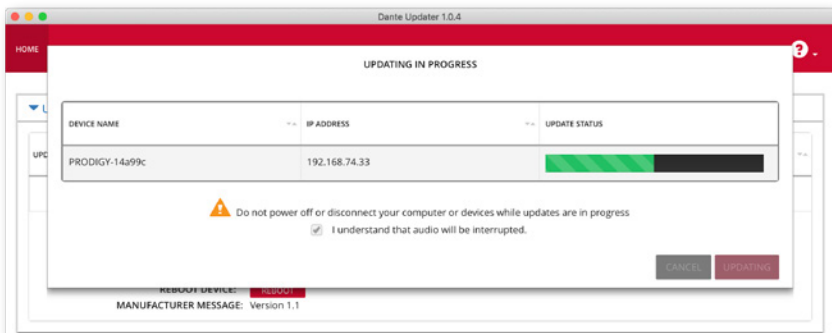 Dante Updater 1.0.4
HOME
?
UPDATING IN PROGRESS
DEVICE NAME IP ADDRESS UPDATE STATUS
PRODIGY-14a99c 192.168.74.33
Do not power off or disconnect your computer or devices while updates are in progress
I understand that audio will be interrupted.
CANCEL UPDATING
REBOOT DEVICE: REBOOT
MANUFACTURER MESSAGE: Version 1.1